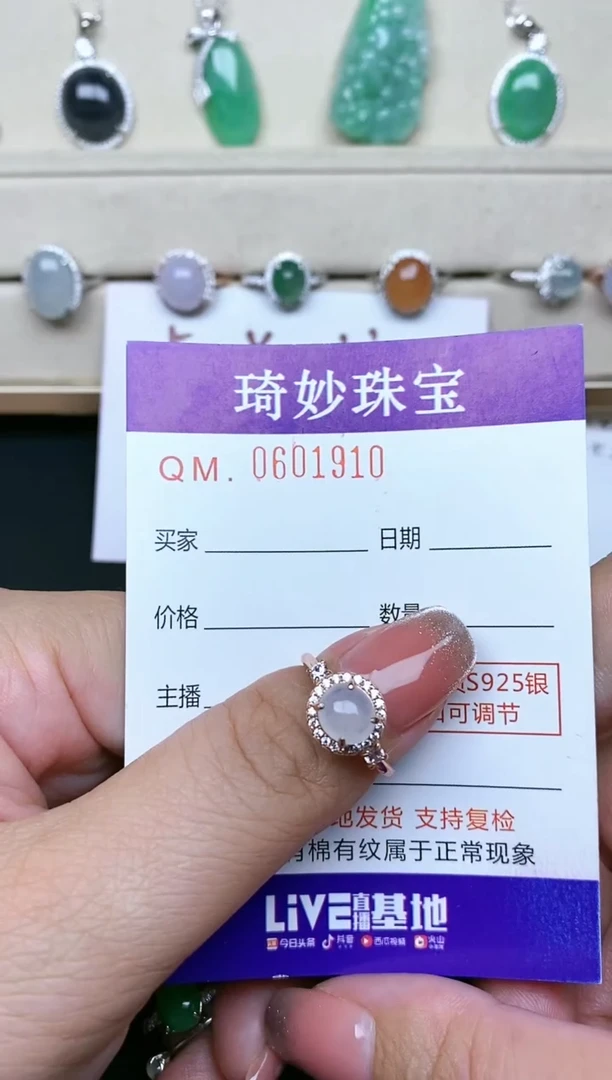 琦妙珠宝
QM. 0601910
买家 日期
价格 数量
主播 S925银
可调节
地发货 支持复检
有棉有纹属于正常现象
LiVE直播基地
今日头条 抖音 西瓜视频 火山